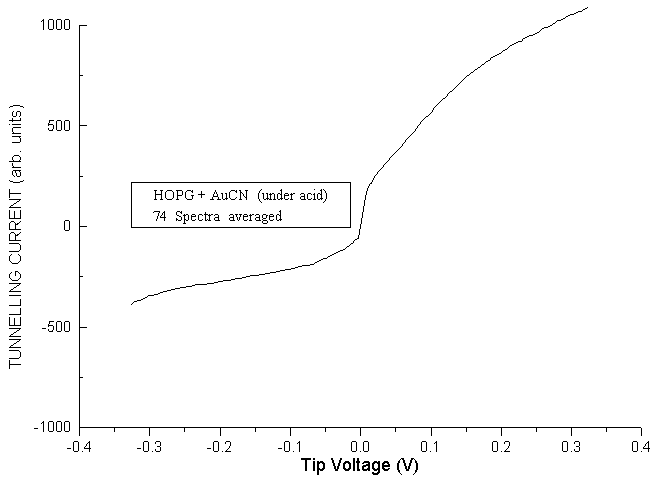 1000
500
0
-500
-1000
TUNNELLING CURRENT (arb. units)
HOPG + AuCN (under acid)
74 Spectra averaged
-0.4 -0.3 -0.2 -0.1 0.0 0.1 0.2 0.3 0.4
Tip Voltage (V)